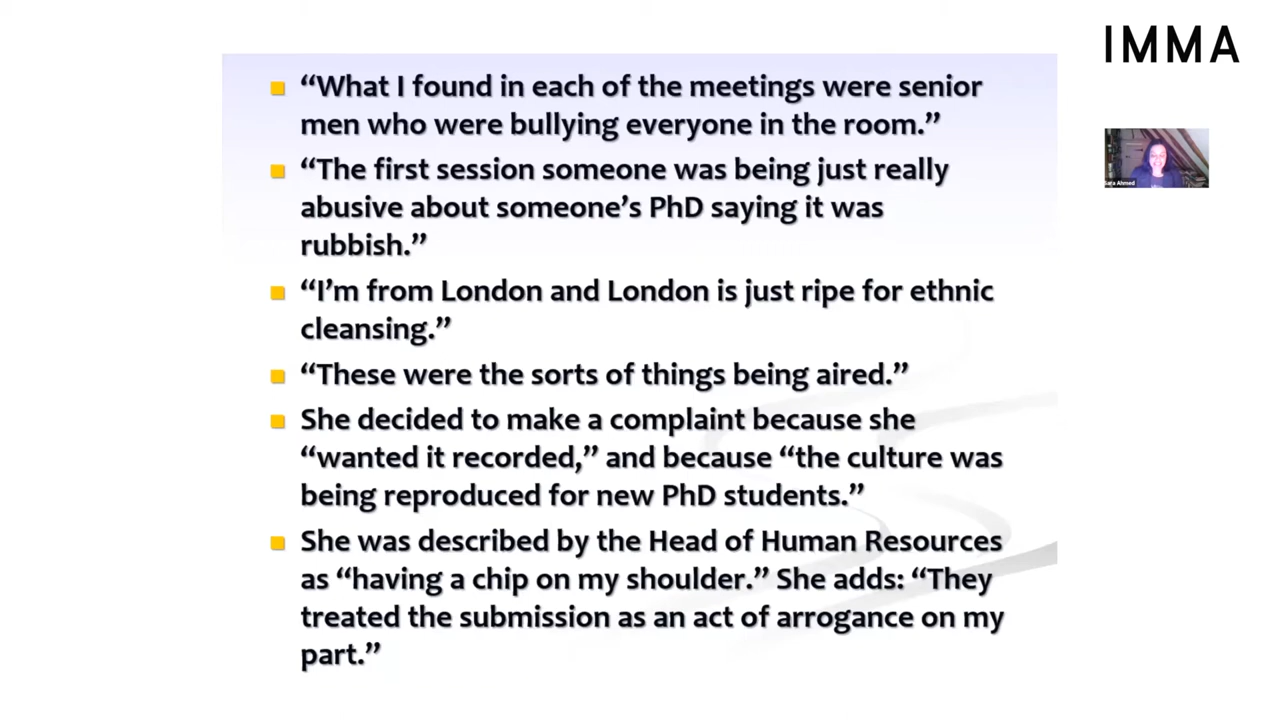 IMMA
“What I found in each of the meetings were senior
men who were bullying everyone in the room.”
“The first session someone was being just really
abusive about someone’s PhD saying it was
rubbish.”
“I’m from London and London is just ripe for ethnic
cleansing.”
“These were the sorts of things being aired.”
She decided to make a complaint because she
“wanted it recorded,” and because “the culture was
being reproduced for new PhD students.”
She was described by the Head of Human Resources
as “having a chip on my shoulder.” She adds: “They
treated the submission as an act of arrogance on my
part.”
Sara Ahmed